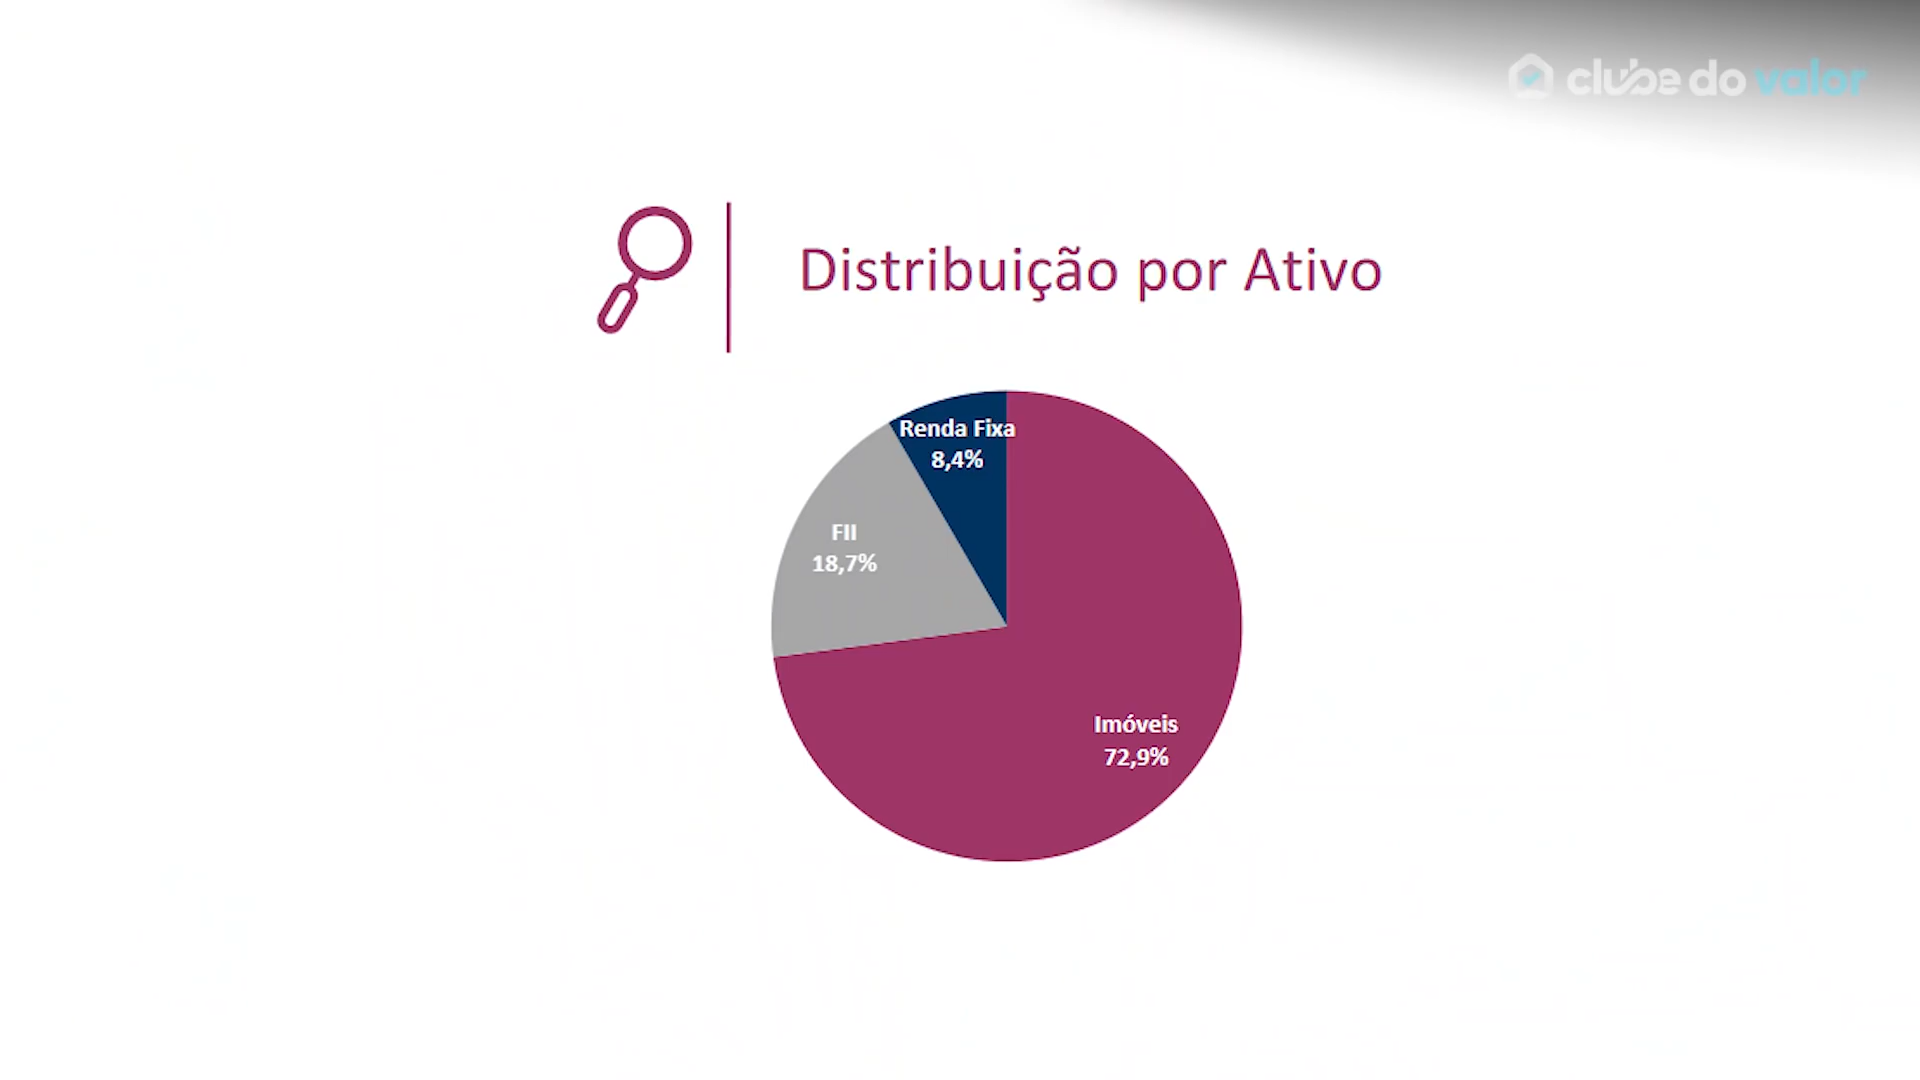 clube do valor
Distribuição por Ativo
Renda Fixa
8,4%
FII
18,7%
Imóveis
72,9%